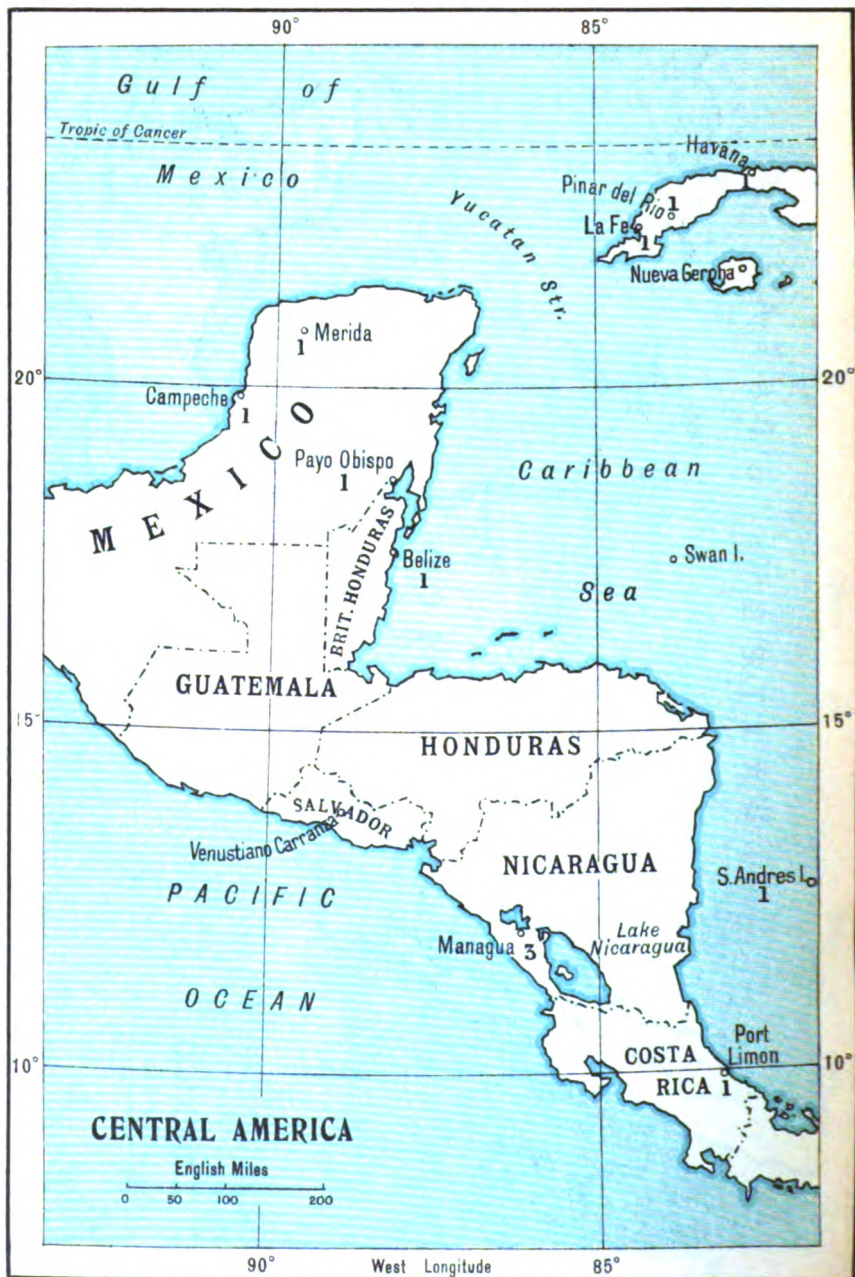 90° 85°
Gulf of
Tropic of Cancer
Mexico
Havana
Pinar del Rio
1
La Fe
1
Nueva Gerona
Yucatan Str.
Merida
1
20° 20°
Campeche
1
MEXICO
Payo Obispo
1
Caribbean
Sea
BRIT. HONDURAS
Belize
1
Swan I.
GUATEMALA
15° 15°
HONDURAS
SALVADOR
Venustiano Carranza
NICARAGUA
S. Andres I.
1
PACIFIC
OCEAN
Managua
3
Lake
Nicaragua
COSTA
RICA
Port
Limon
1
10° 10°
CENTRAL AMERICA
English Miles
0 50 100 200
90° West Longitude 85°